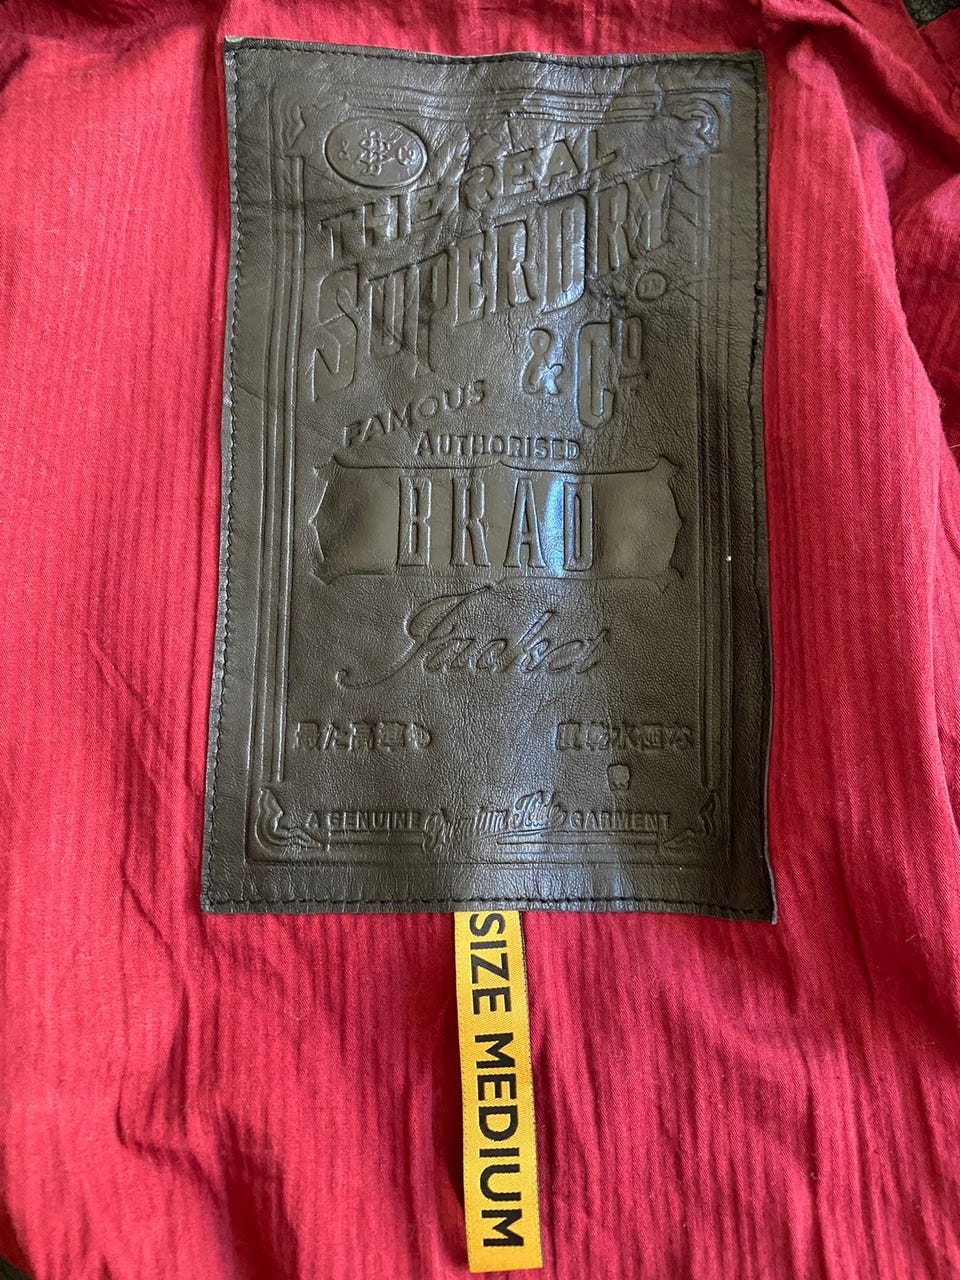 THE REAL
SUPERDRY
& Co
FAMOUS
AUTHORISED
BRAD
Jacket
A GENUINE GARMENT
SIZE MEDIUM